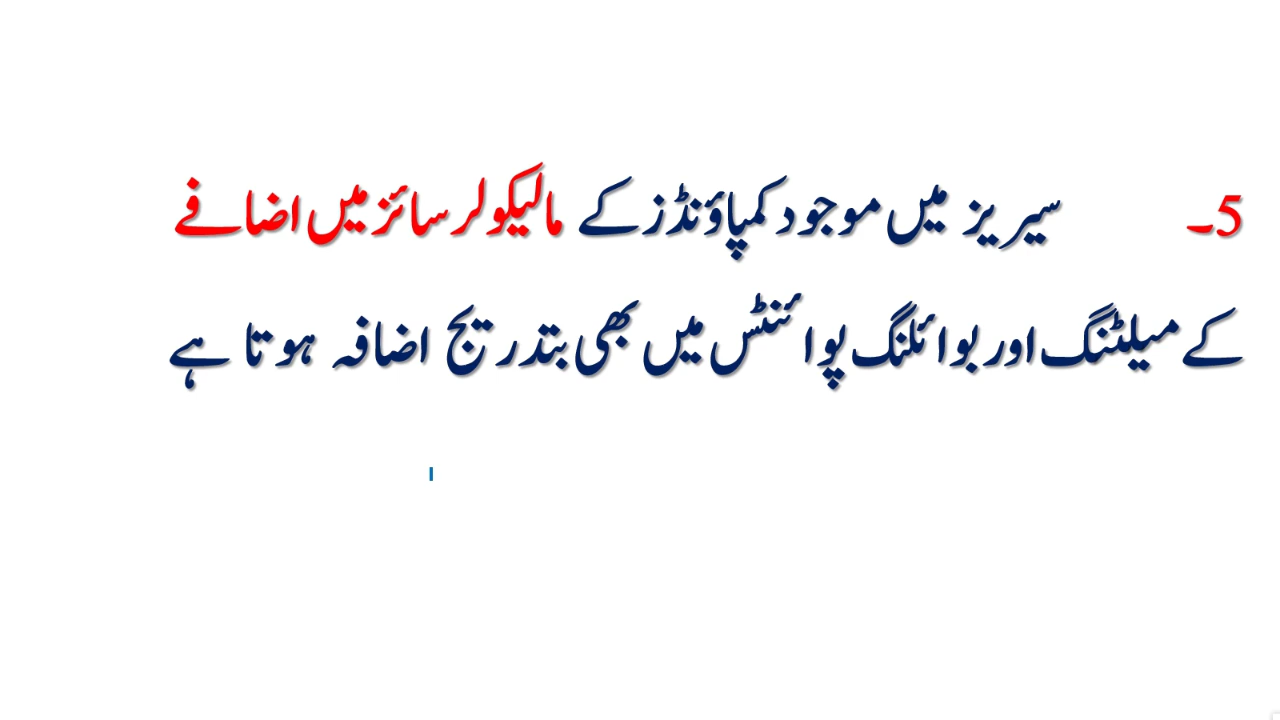 5۔ سیریز میں موجود کمپاؤنڈز کے مالیکولر سائز میں اضافے
کے میلٹنگ اور بوائلنگ پوائنٹس میں بھی بتدریج اضافہ ہوتا ہے